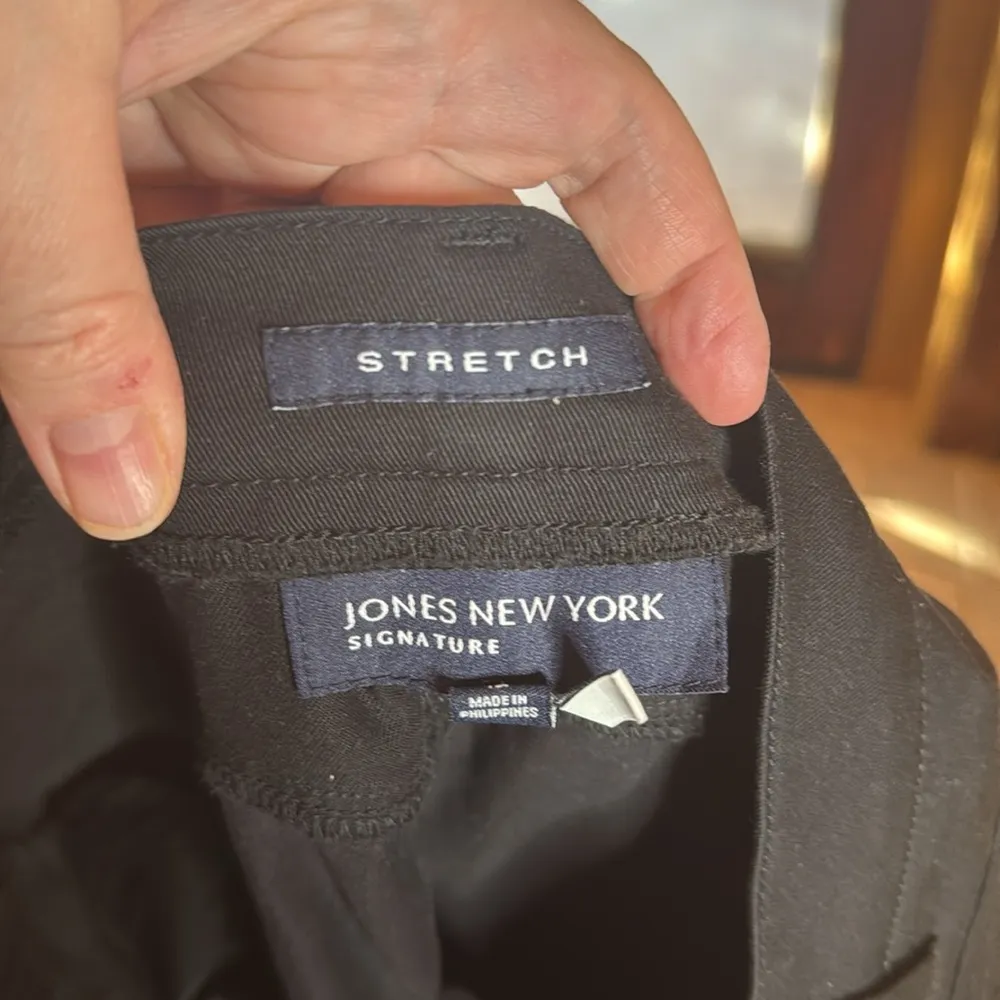 STRETCH
JONES NEW YORK
SIGNATURE
MADE IN
PHILIPPINES